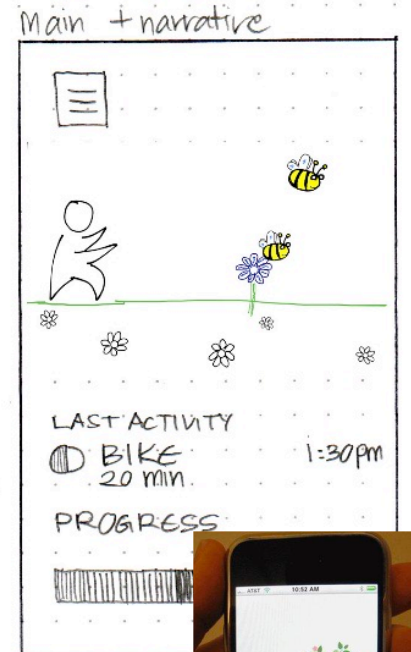 Main + narrative
LAST ACTIVITY
BIKE 1:30pm
20 min.
PROGRESS
AT&T 10:52 AM